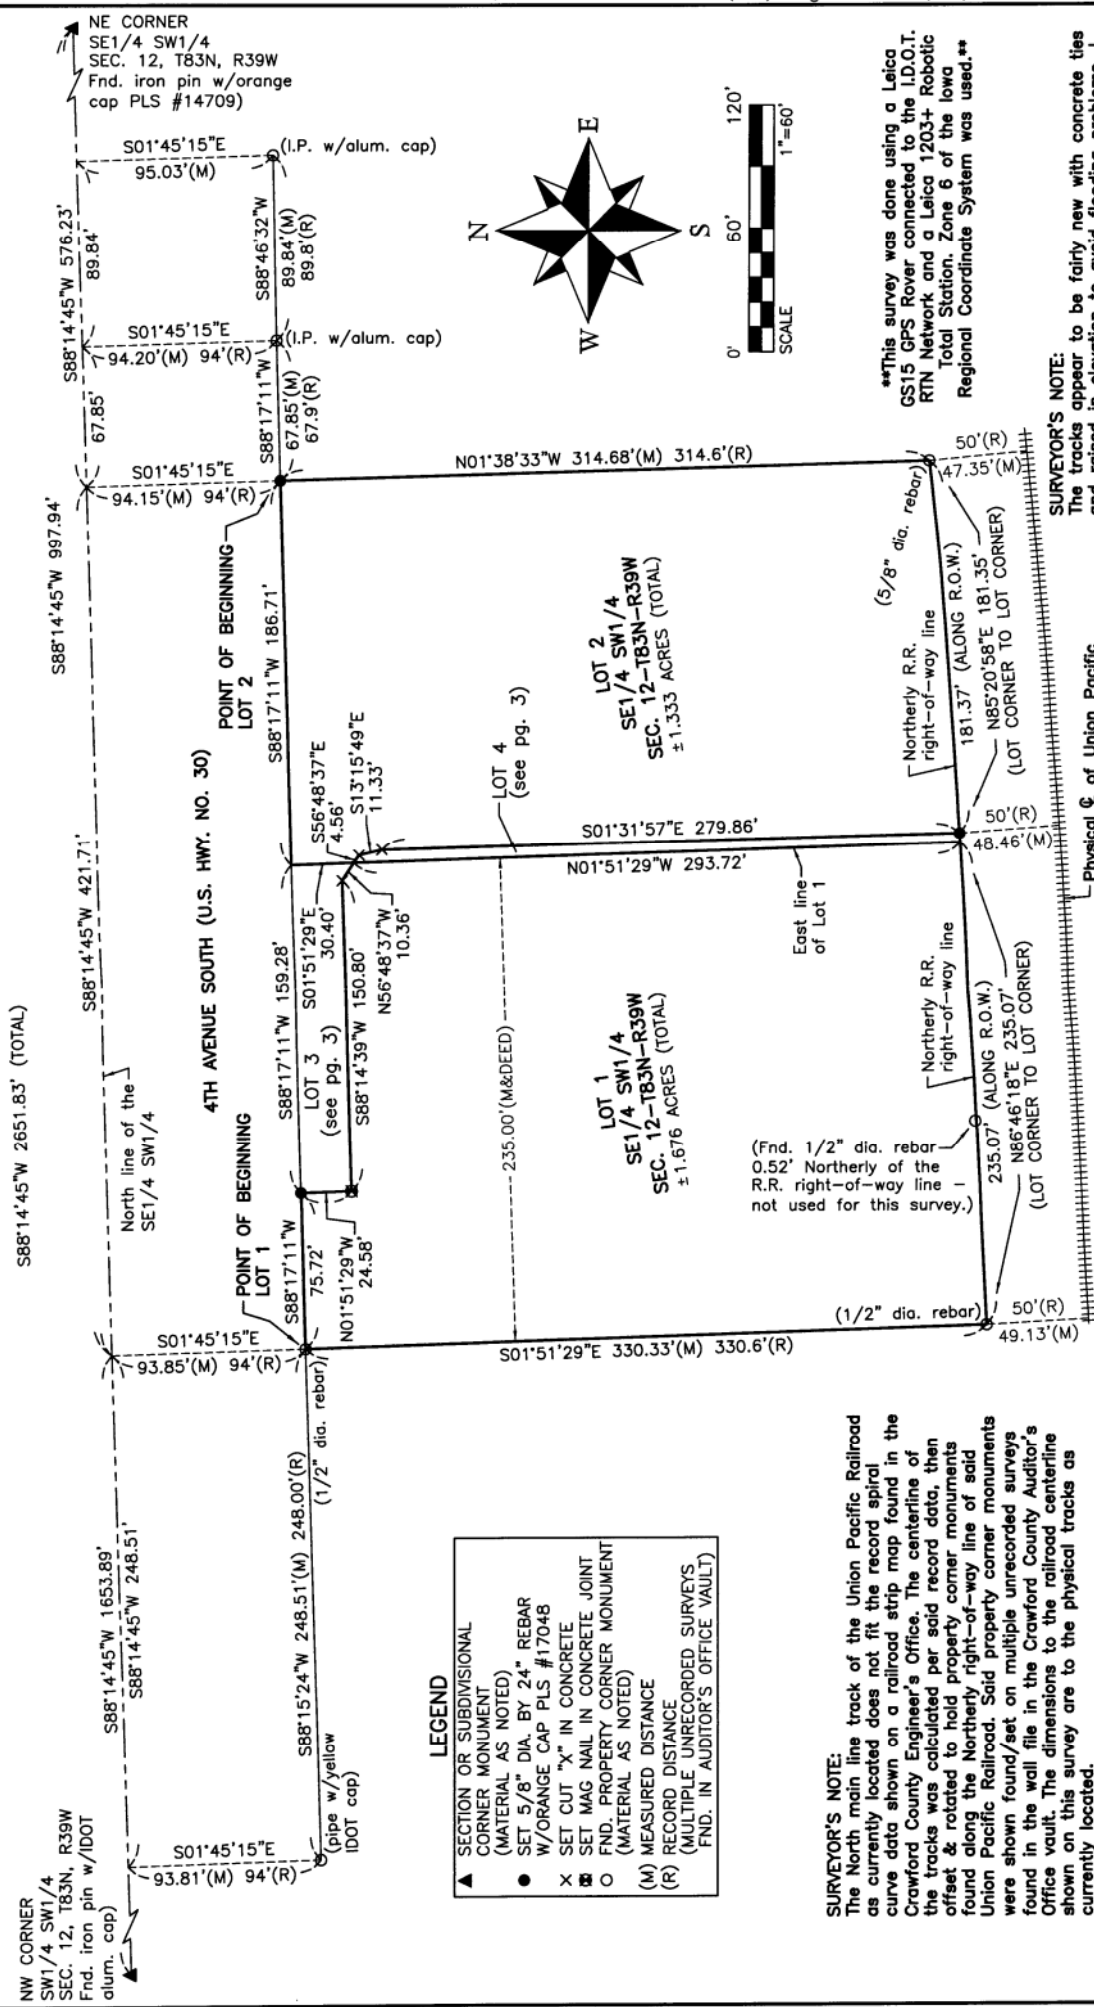 S88°14'45"W 2651.83' (TOTAL)
NW CORNER
SW1/4 SW1/4
SEC. 12, T83N, R39W
Fnd. iron pin w/IDOT
alum. cap)
S88°14'45"W 1653.89'
S88°14'45"W 248.51'
S88°14'45"W 997.94'
S88°14'45"W 421.71'
S88°14'45"W 576.23'
67.85'
89.84'
NE CORNER
SE1/4 SW1/4
SEC. 12, T83N, R39W
Fnd. iron pin w/orange
cap PLS #14709)
North line of the
SE1/4 SW1/4
S01°45'15"E
93.81'(M) 94'(R)
(pipe w/yellow
IDOT cap)
S88°15'24"W 248.51'(M) 248.00'(R)
(1/2" dia. rebar)
S01°45'15"E
93.85'(M) 94'(R)
POINT OF BEGINNING
LOT 1
4TH AVENUE SOUTH (U.S. HWY. NO. 30)
POINT OF BEGINNING
LOT 2
S01°45'15"E
94.15'(M) 94'(R)
S01°45'15"E
94.20'(M) 94'(R)
S01°45'15"E
95.03'(M)
S88°17'11"W
67.85'(M)
67.9'(R)
(I.P. w/alum. cap)
S88°46'32"W
89.84'(M)
89.8'(R)
(I.P. w/alum. cap)
S88°17'11"W
75.72'
S88°17'11"W 159.28'
S88°17'11"W 186.71'
N01°51'29"W
24.58'
LOT 3
(see pg. 3)
S88°14'39"W 150.80'
S01°51'29"E
30.40'
N56°48'37"W
10.36'
S56°48'37"E
4.56'
S13°15'49"E
11.33'
LOT 4
(see pg. 3)
235.00'(M&DEED)
S01°51'29"E 330.33'(M) 330.6'(R)
N01°51'29"W 293.72'
S01°31'57"E 279.86'
N01°38'33"W 314.68'(M) 314.6'(R)
East line
of Lot 1
LOT 1
SE1/4 SW1/4
SEC. 12-T83N-R39W
±1.676 ACRES (TOTAL)
LOT 2
SE1/4 SW1/4
SEC. 12-T83N-R39W
±1.333 ACRES (TOTAL)
(Fnd. 1/2" dia. rebar
0.52' Northerly of the
R.R. right-of-way line -
not used for this survey.)
Northerly R.R.
right-of-way line
Northerly R.R.
right-of-way line
(1/2" dia. rebar)
(5/8" dia. rebar)
235.07' (ALONG R.O.W.)
N86°46'18"E 235.07'
(LOT CORNER TO LOT CORNER)
181.37' (ALONG R.O.W.)
N85°20'58"E 181.35'
(LOT CORNER TO LOT CORNER)
50'(R)
49.13'(M)
50'(R)
48.46'(M)
50'(R)
47.35'(M)
Physical ℄ of Union Pacific
N
E
S
W
0'
60'
120'
SCALE
1"=60'
**This survey was done using a Leica
GS15 GPS Rover connected to the I.D.O.T.
RTN Network and a Leica 1203+ Robotic
Total Station. Zone 6 of the Iowa
Regional Coordinate System was used.**
LEGEND
▲ SECTION OR SUBDIVISIONAL
CORNER MONUMENT
(MATERIAL AS NOTED)
● SET 5/8" DIA. BY 24" REBAR
W/ORANGE CAP PLS #17048
X SET CUT "X" IN CONCRETE
SET MAG NAIL IN CONCRETE JOINT
O FND. PROPERTY CORNER MONUMENT
(MATERIAL AS NOTED)
(M) MEASURED DISTANCE
(R) RECORD DISTANCE
(MULTIPLE UNRECORDED SURVEYS
FND. IN AUDITOR'S OFFICE VAULT)
SURVEYOR'S NOTE:
The North main line track of the Union Pacific Railroad
as currently located does not fit the record spiral
curve data shown on a railroad strip map found in the
Crawford County Engineer's Office. The centerline of
the tracks was calculated per said record data, then
offset & rotated to hold property corner monuments
found along the Northerly right-of-way line of said
Union Pacific Railroad. Said property corner monuments
were shown found/set on multiple unrecorded surveys
found in the wall file in the Crawford County Auditor's
Office vault. The dimensions to the railroad centerline
shown on this survey are to the physical tracks as
currently located.
SURVEYOR'S NOTE:
The tracks appear to be fairly new with concrete ties